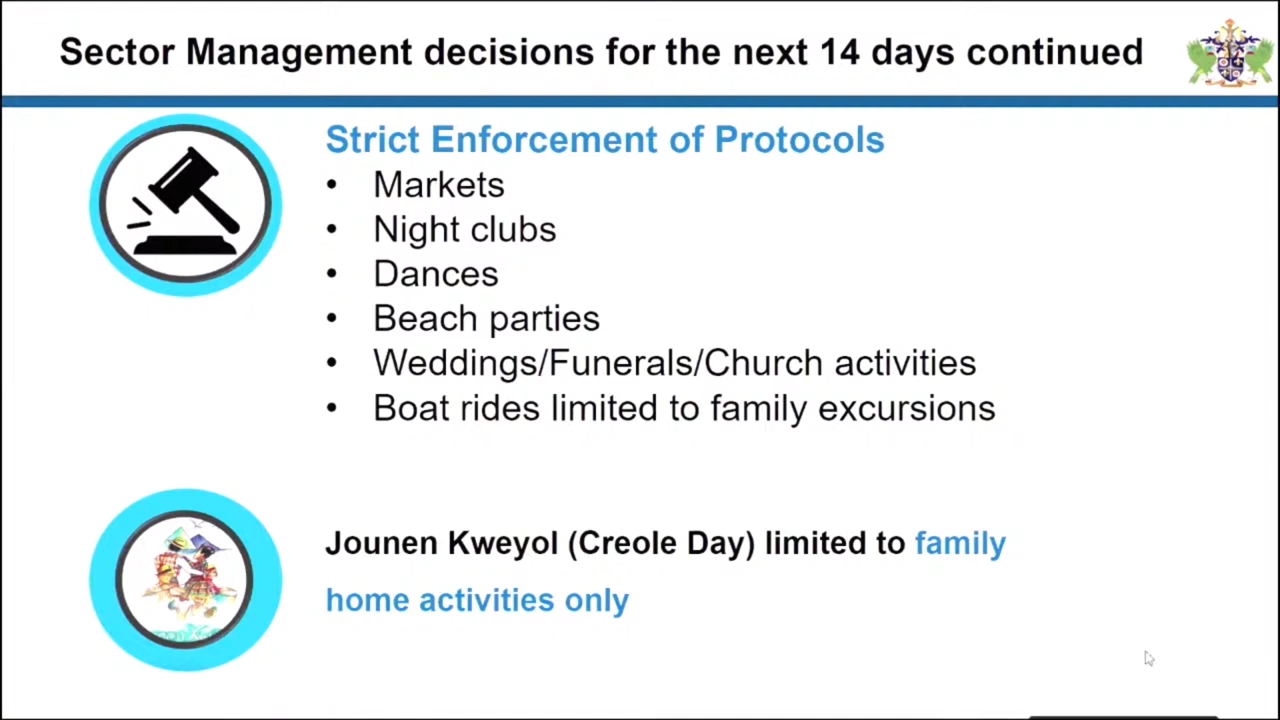 Sector Management decisions for the next 14 days continued
Strict Enforcement of Protocols
• Markets
• Night clubs
• Dances
• Beach parties
• Weddings/Funerals/Church activities
• Boat rides limited to family excursions
Jounen Kweyol (Creole Day) limited to family
home activities only